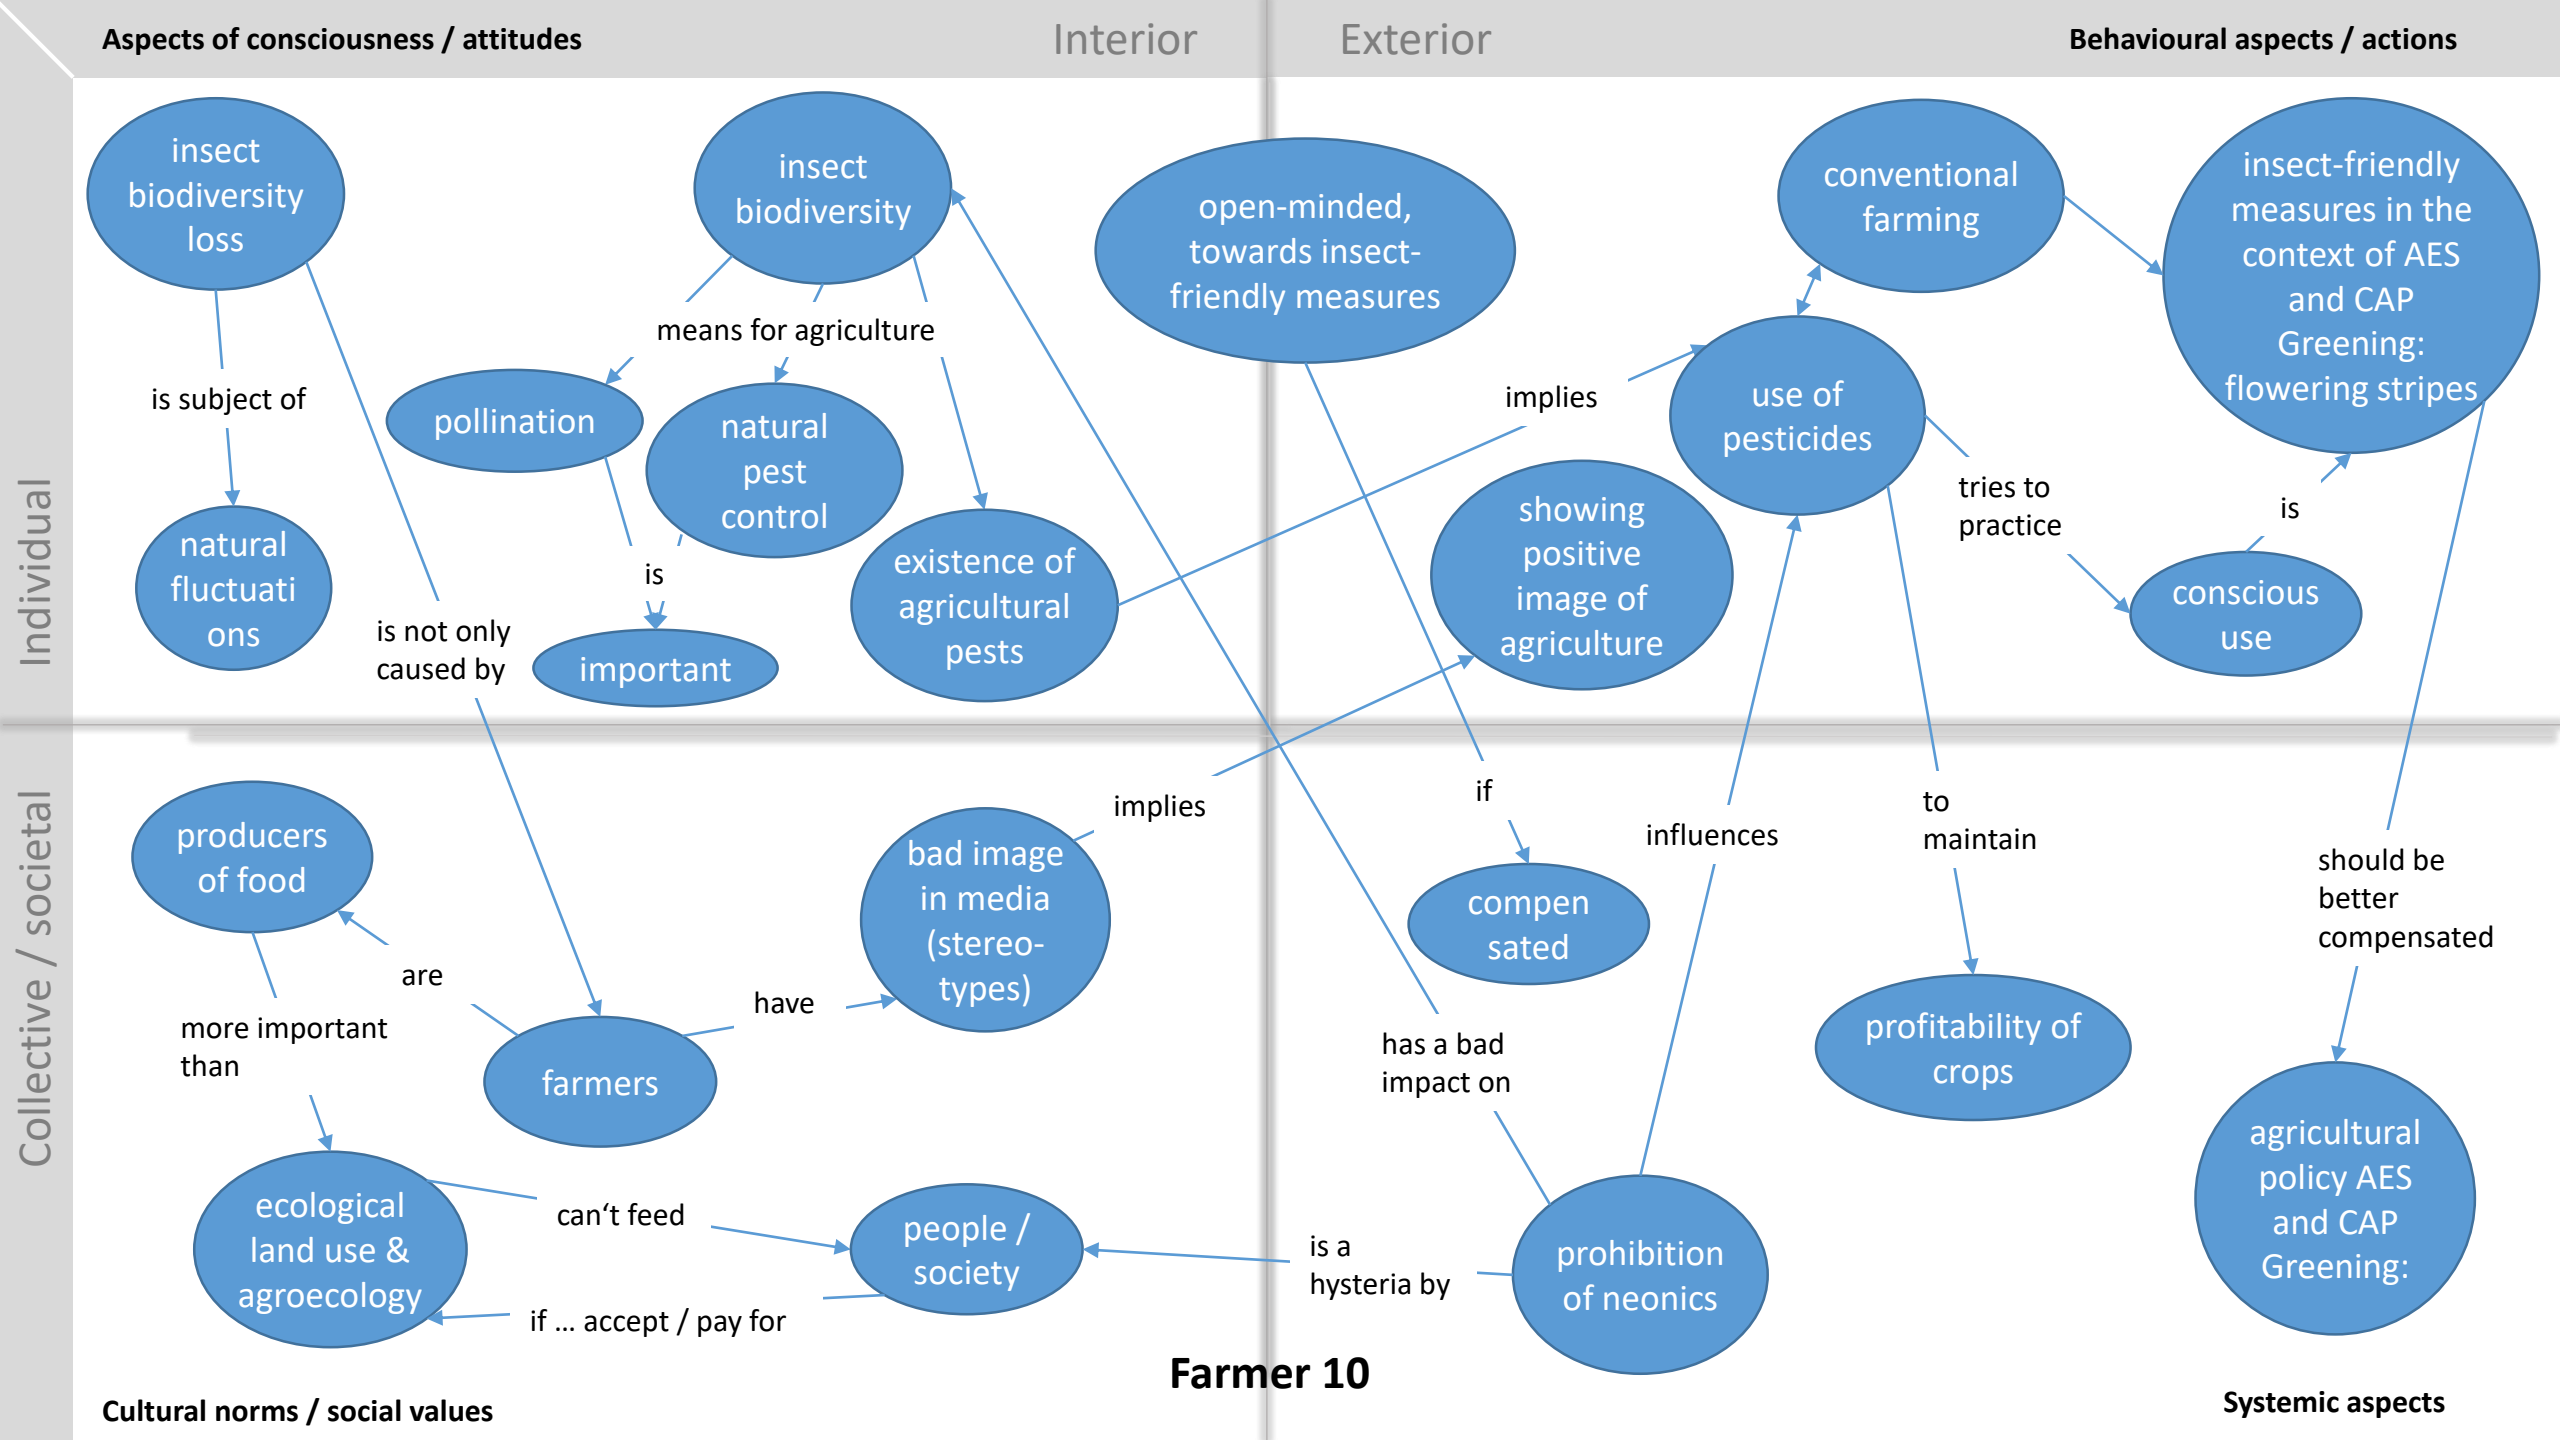 Aspects of consciousness / attitudes
Interior
Exterior
Behavioural aspects / actions
Individual
Collective / societal
insect
biodiversity
loss
is subject of
natural
fluctuati
ons
is not only
caused by
insect
biodiversity
means for agriculture
pollination
natural
pest
control
is
important
existence of
agricultural
pests
open-minded,
towards insect-
friendly measures
implies
conventional
farming
use of
pesticides
insect-friendly
measures in the
context of AES
and CAP
Greening:
flowering stripes
tries to
practice
is
conscious
use
showing
positive
image of
agriculture
producers
of food
are
more important
than
farmers
have
bad image
in media
(stereo-
types)
implies
ecological
land use &
agroecology
can‘t feed
people /
society
if ... accept / pay for
if
compen
sated
influences
to
maintain
profitability of
crops
should be
better
compensated
agricultural
policy AES
and CAP
Greening:
has a bad
impact on
is a
hysteria by
prohibition
of neonics
Farmer 10
Cultural norms / social values
Systemic aspects